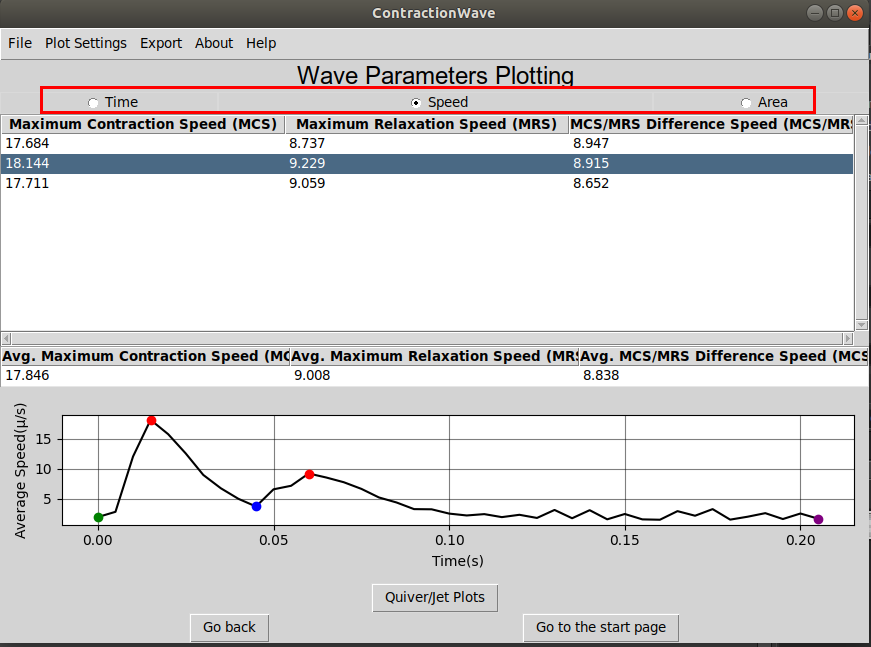 ContractionWave
File Plot Settings Export About Help
Wave Parameters Plotting
Time Speed Area
Maximum Contraction Speed (MCS) Maximum Relaxation Speed (MRS) MCS/MRS Difference Speed (MCS/MRS
17.684 8.737 8.947
18.144 9.229 8.915
17.711 9.059 8.652
Avg. Maximum Contraction Speed (MC Avg. Maximum Relaxation Speed (MRS Avg. MCS/MRS Difference Speed (MCS
17.846 9.008 8.838
Average Speed(μ/s)
15
10
5
0.00 0.05 0.10 0.15 0.20
Time(s)
Quiver/Jet Plots
Go back Go to the start page